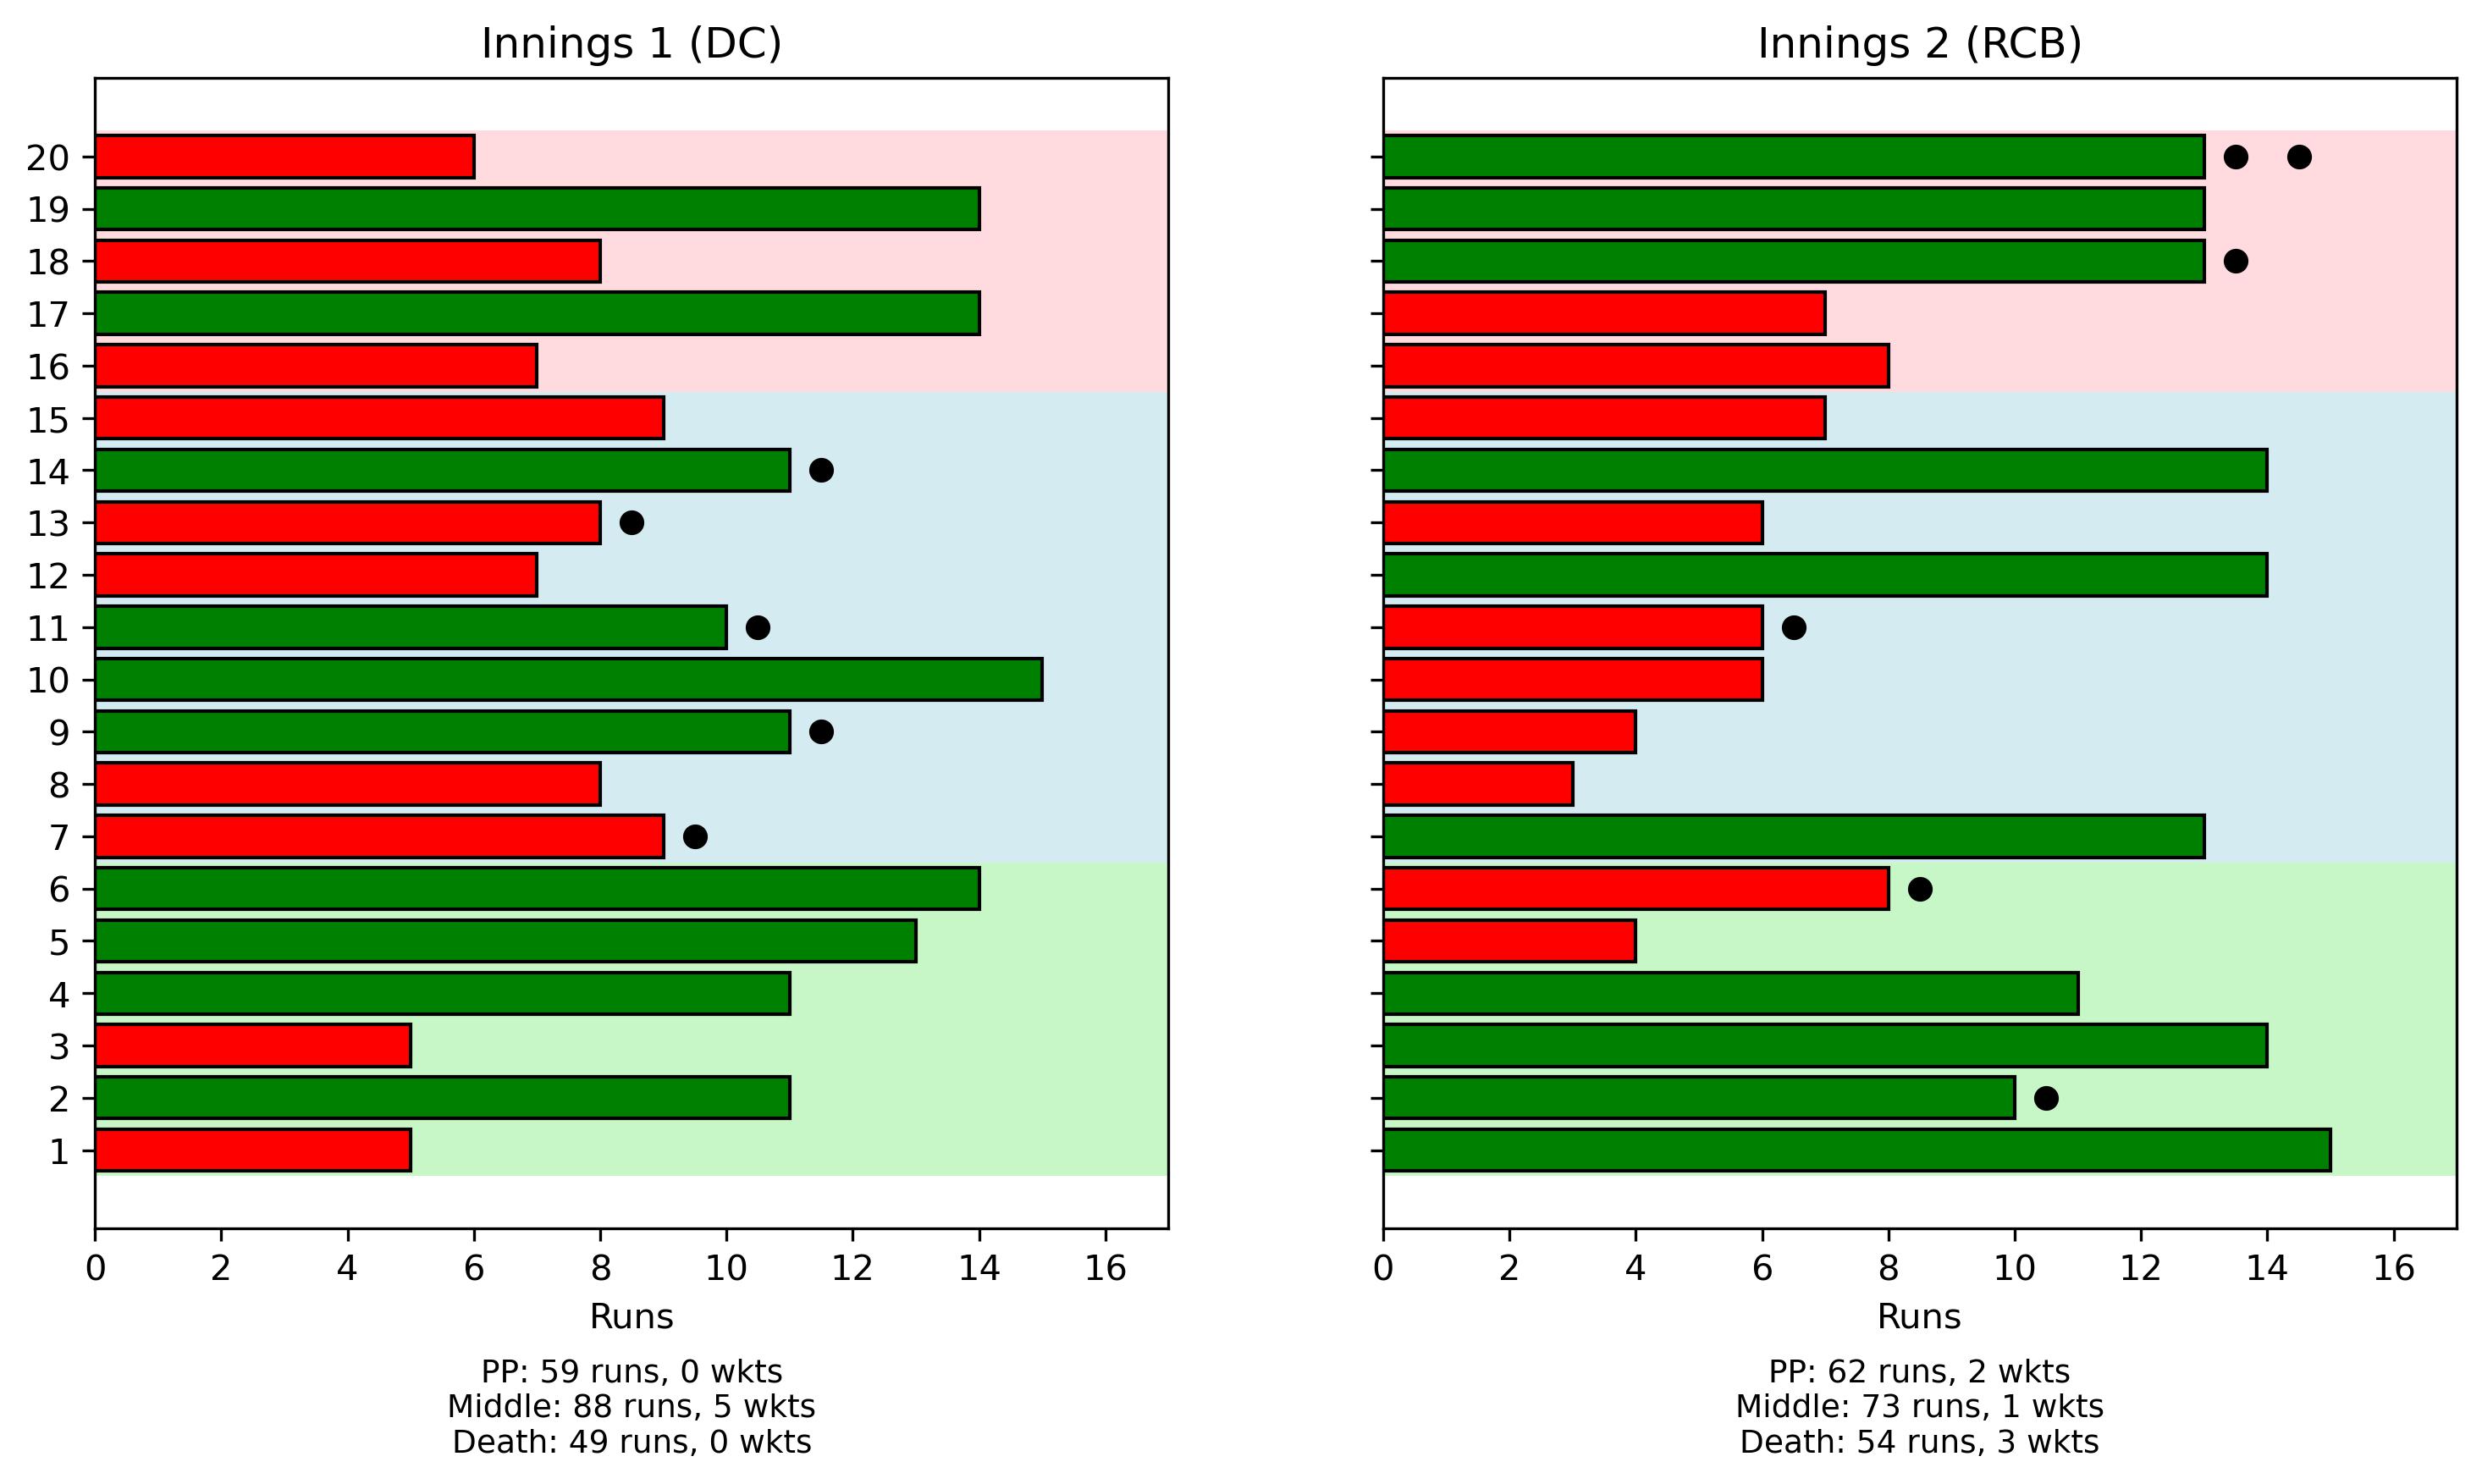 Innings 1 (DC)
20
19
18
17
16
15
14
13
12
11
10
9
8
7
6
5
4
3
2
1
0 2 4 6 8 10 12 14 16
Runs
PP: 59 runs, 0 wkts
Middle: 88 runs, 5 wkts
Death: 49 runs, 0 wkts
Innings 2 (RCB)
0 2 4 6 8 10 12 14 16
Runs
PP: 62 runs, 2 wkts
Middle: 73 runs, 1 wkts
Death: 54 runs, 3 wkts